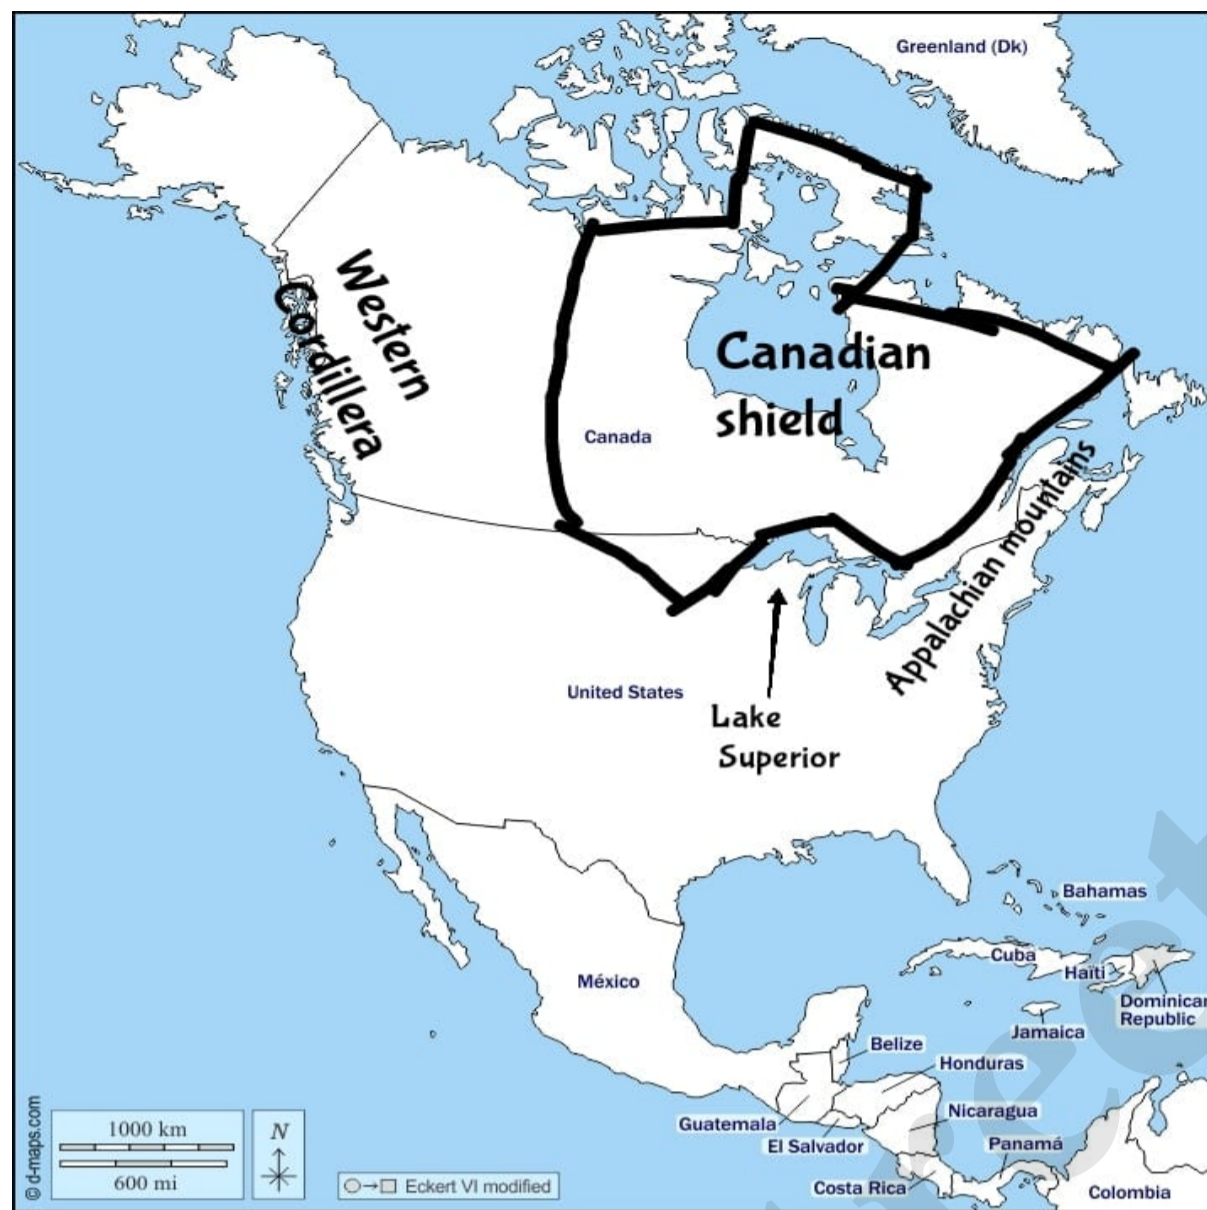 Greenland (Dk)
Western
Cordillera
Canadian
shield
Canada
Appalachian mountains
United States
Lake
Superior
Bahamas
Cuba
Haïti
Dominican
Republic
México
Jamaica
Belize
Honduras
Guatemala
Nicaragua
El Salvador
Panamá
Costa Rica
Colombia
© d-maps.com
1000 km
600 mi
N
Eckert VI modified